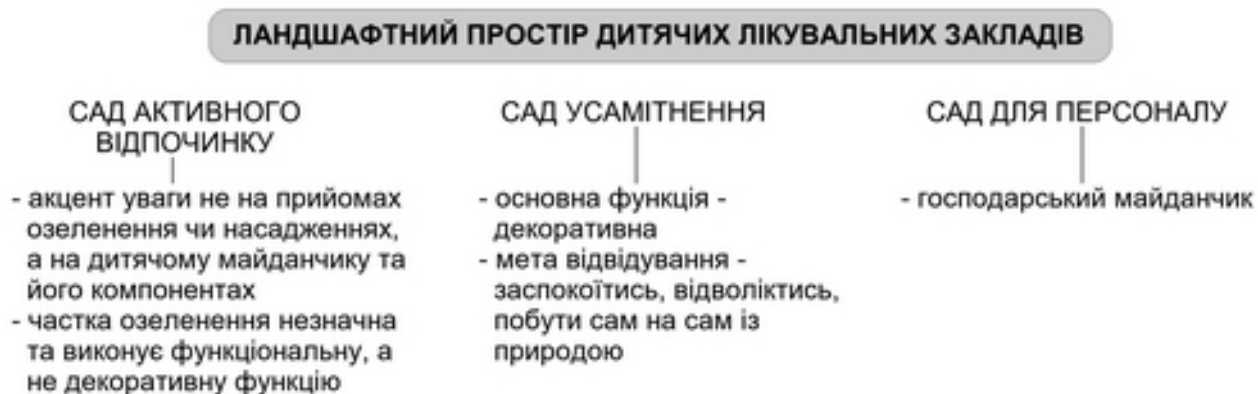 ЛАНДШАФТНИЙ ПРОСТІР ДИТЯЧИХ ЛІКУВАЛЬНИХ ЗАКЛАДІВ
САД АКТИВНОГО
ВІДПОЧИНКУ
- акцент уваги не на прийомах
озеленення чи насадженнях,
а на дитячому майданчику та
його компонентах
- частка озеленення незначна
та виконує функціональну, а
не декоративну функцію
САД УСАМІТНЕННЯ
- основна функція -
декоративна
- мета відвідування -
заспокоїтись, відволіктись,
побути сам на сам із
природою
САД ДЛЯ ПЕРСОНАЛУ
- господарський майданчик